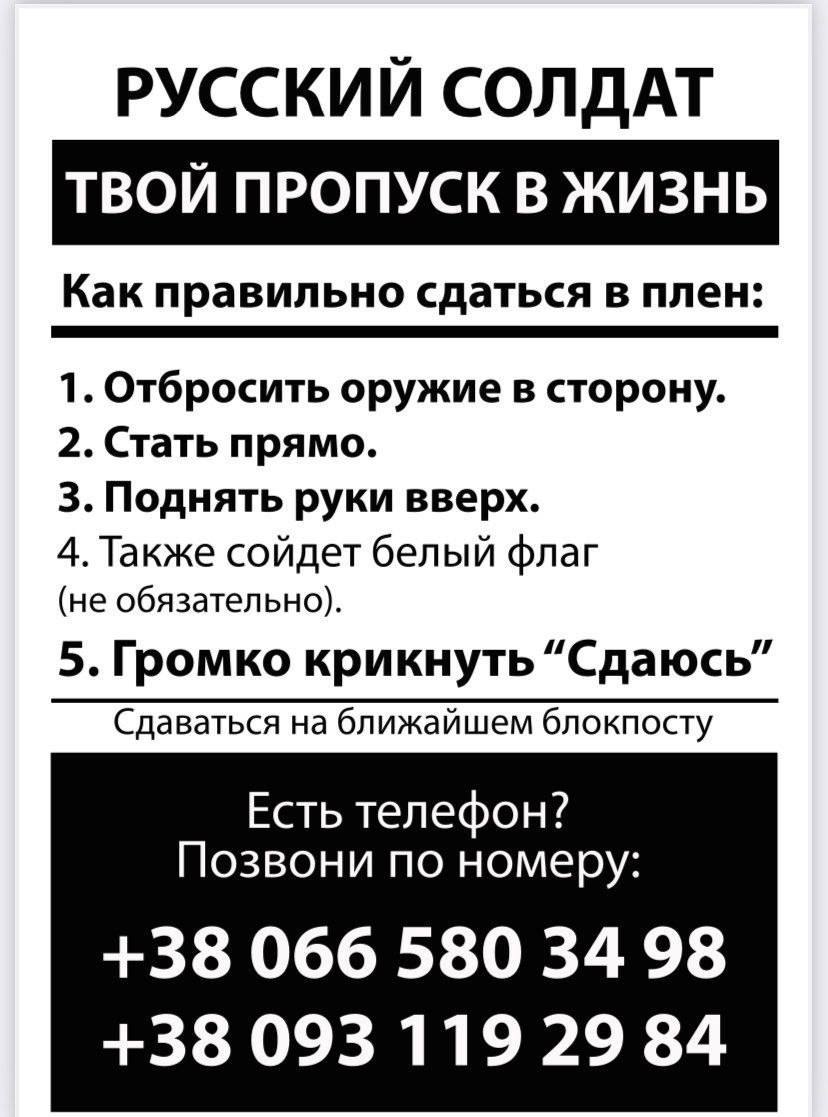 РУССКИЙ СОЛДАТ
ТВОЙ ПРОПУСК В ЖИЗНЬ
Как правильно сдаться в плен:
1. Отбросить оружие в сторону.
2. Стать прямо.
3. Поднять руки вверх.
4. Также сойдет белый флаг
(не обязательно).
5. Громко крикнуть “Сдаюсь”
Сдаваться на ближайшем блокпосту
Есть телефон?
Позвони по номеру:
+38 066 580 34 98
+38 093 119 29 84